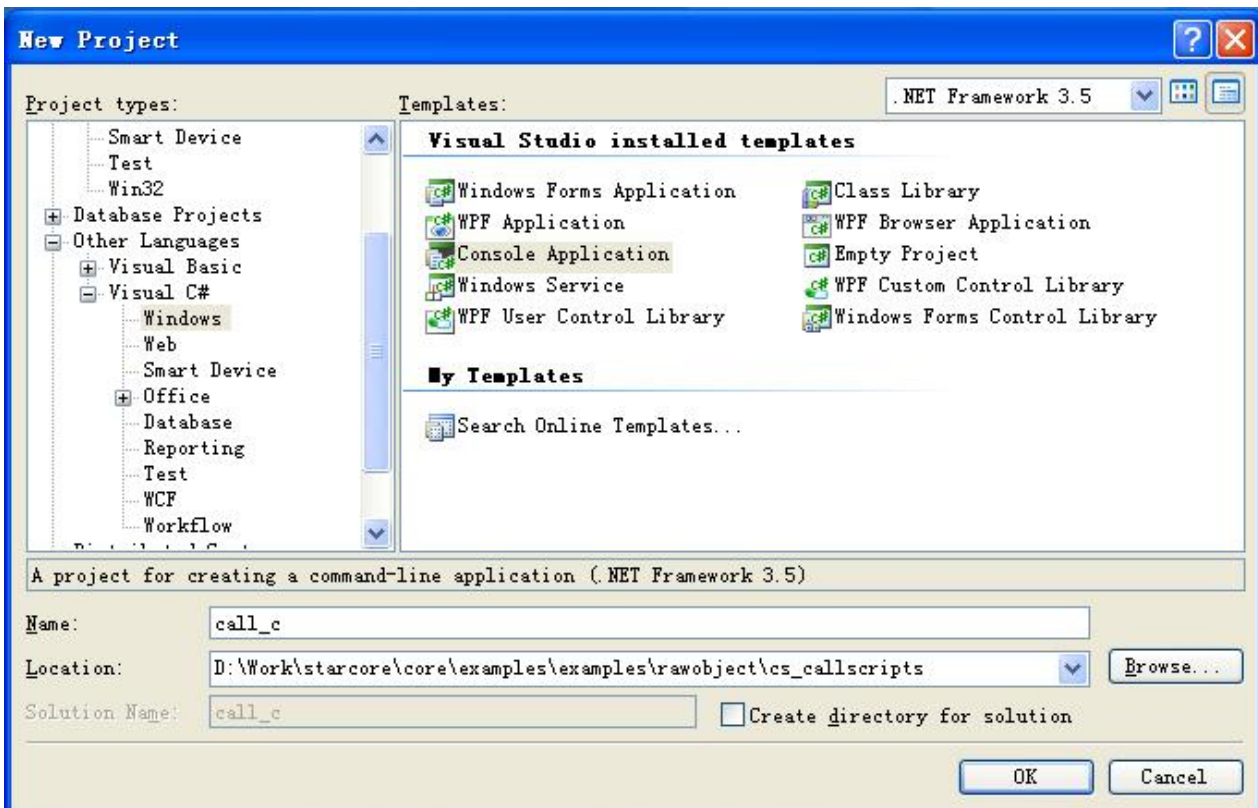 New Project
Project types:
Templates:
.NET Framework 3.5
Smart Device
Test
Win32
Database Projects
Other Languages
Visual Basic
Visual C#
Windows
Web
Smart Device
Office
Database
Reporting
Test
WCF
Workflow
Visual Studio installed templates
Windows Forms Application
Class Library
WPF Application
WPF Browser Application
Console Application
Empty Project
Windows Service
WPF Custom Control Library
WPF User Control Library
Windows Forms Control Library
My Templates
Search Online Templates...
A project for creating a command-line application (.NET Framework 3.5)
Name:
call_c
Location:
D:\Work\starcore\core\examples\examples\rawobject\cs_callscripts
Browse...
Solution Name:
call_c
Create directory for solution
OK
Cancel